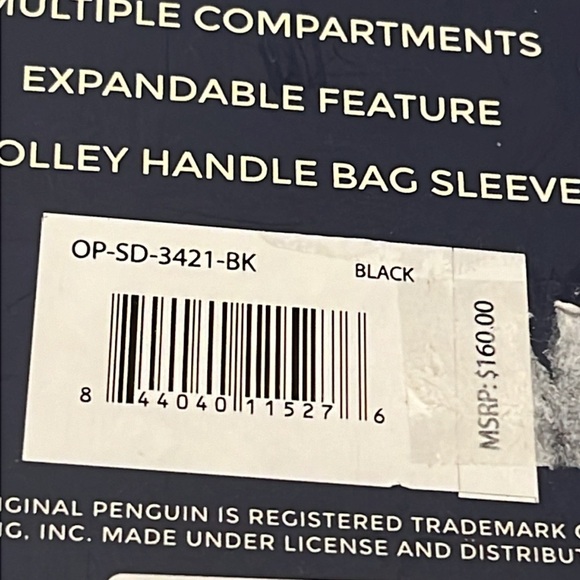 MULTIPLE COMPARTMENTS
EXPANDABLE FEATURE
OLLEY HANDLE BAG SLEEVE
OP-SD-3421-BK
BLACK
8 44040 11527 6
MSRP: $160.00
IGINAL PENGUIN IS REGISTERED TRADEMARK
G, INC. MADE UNDER LICENSE AND DISTRIBU